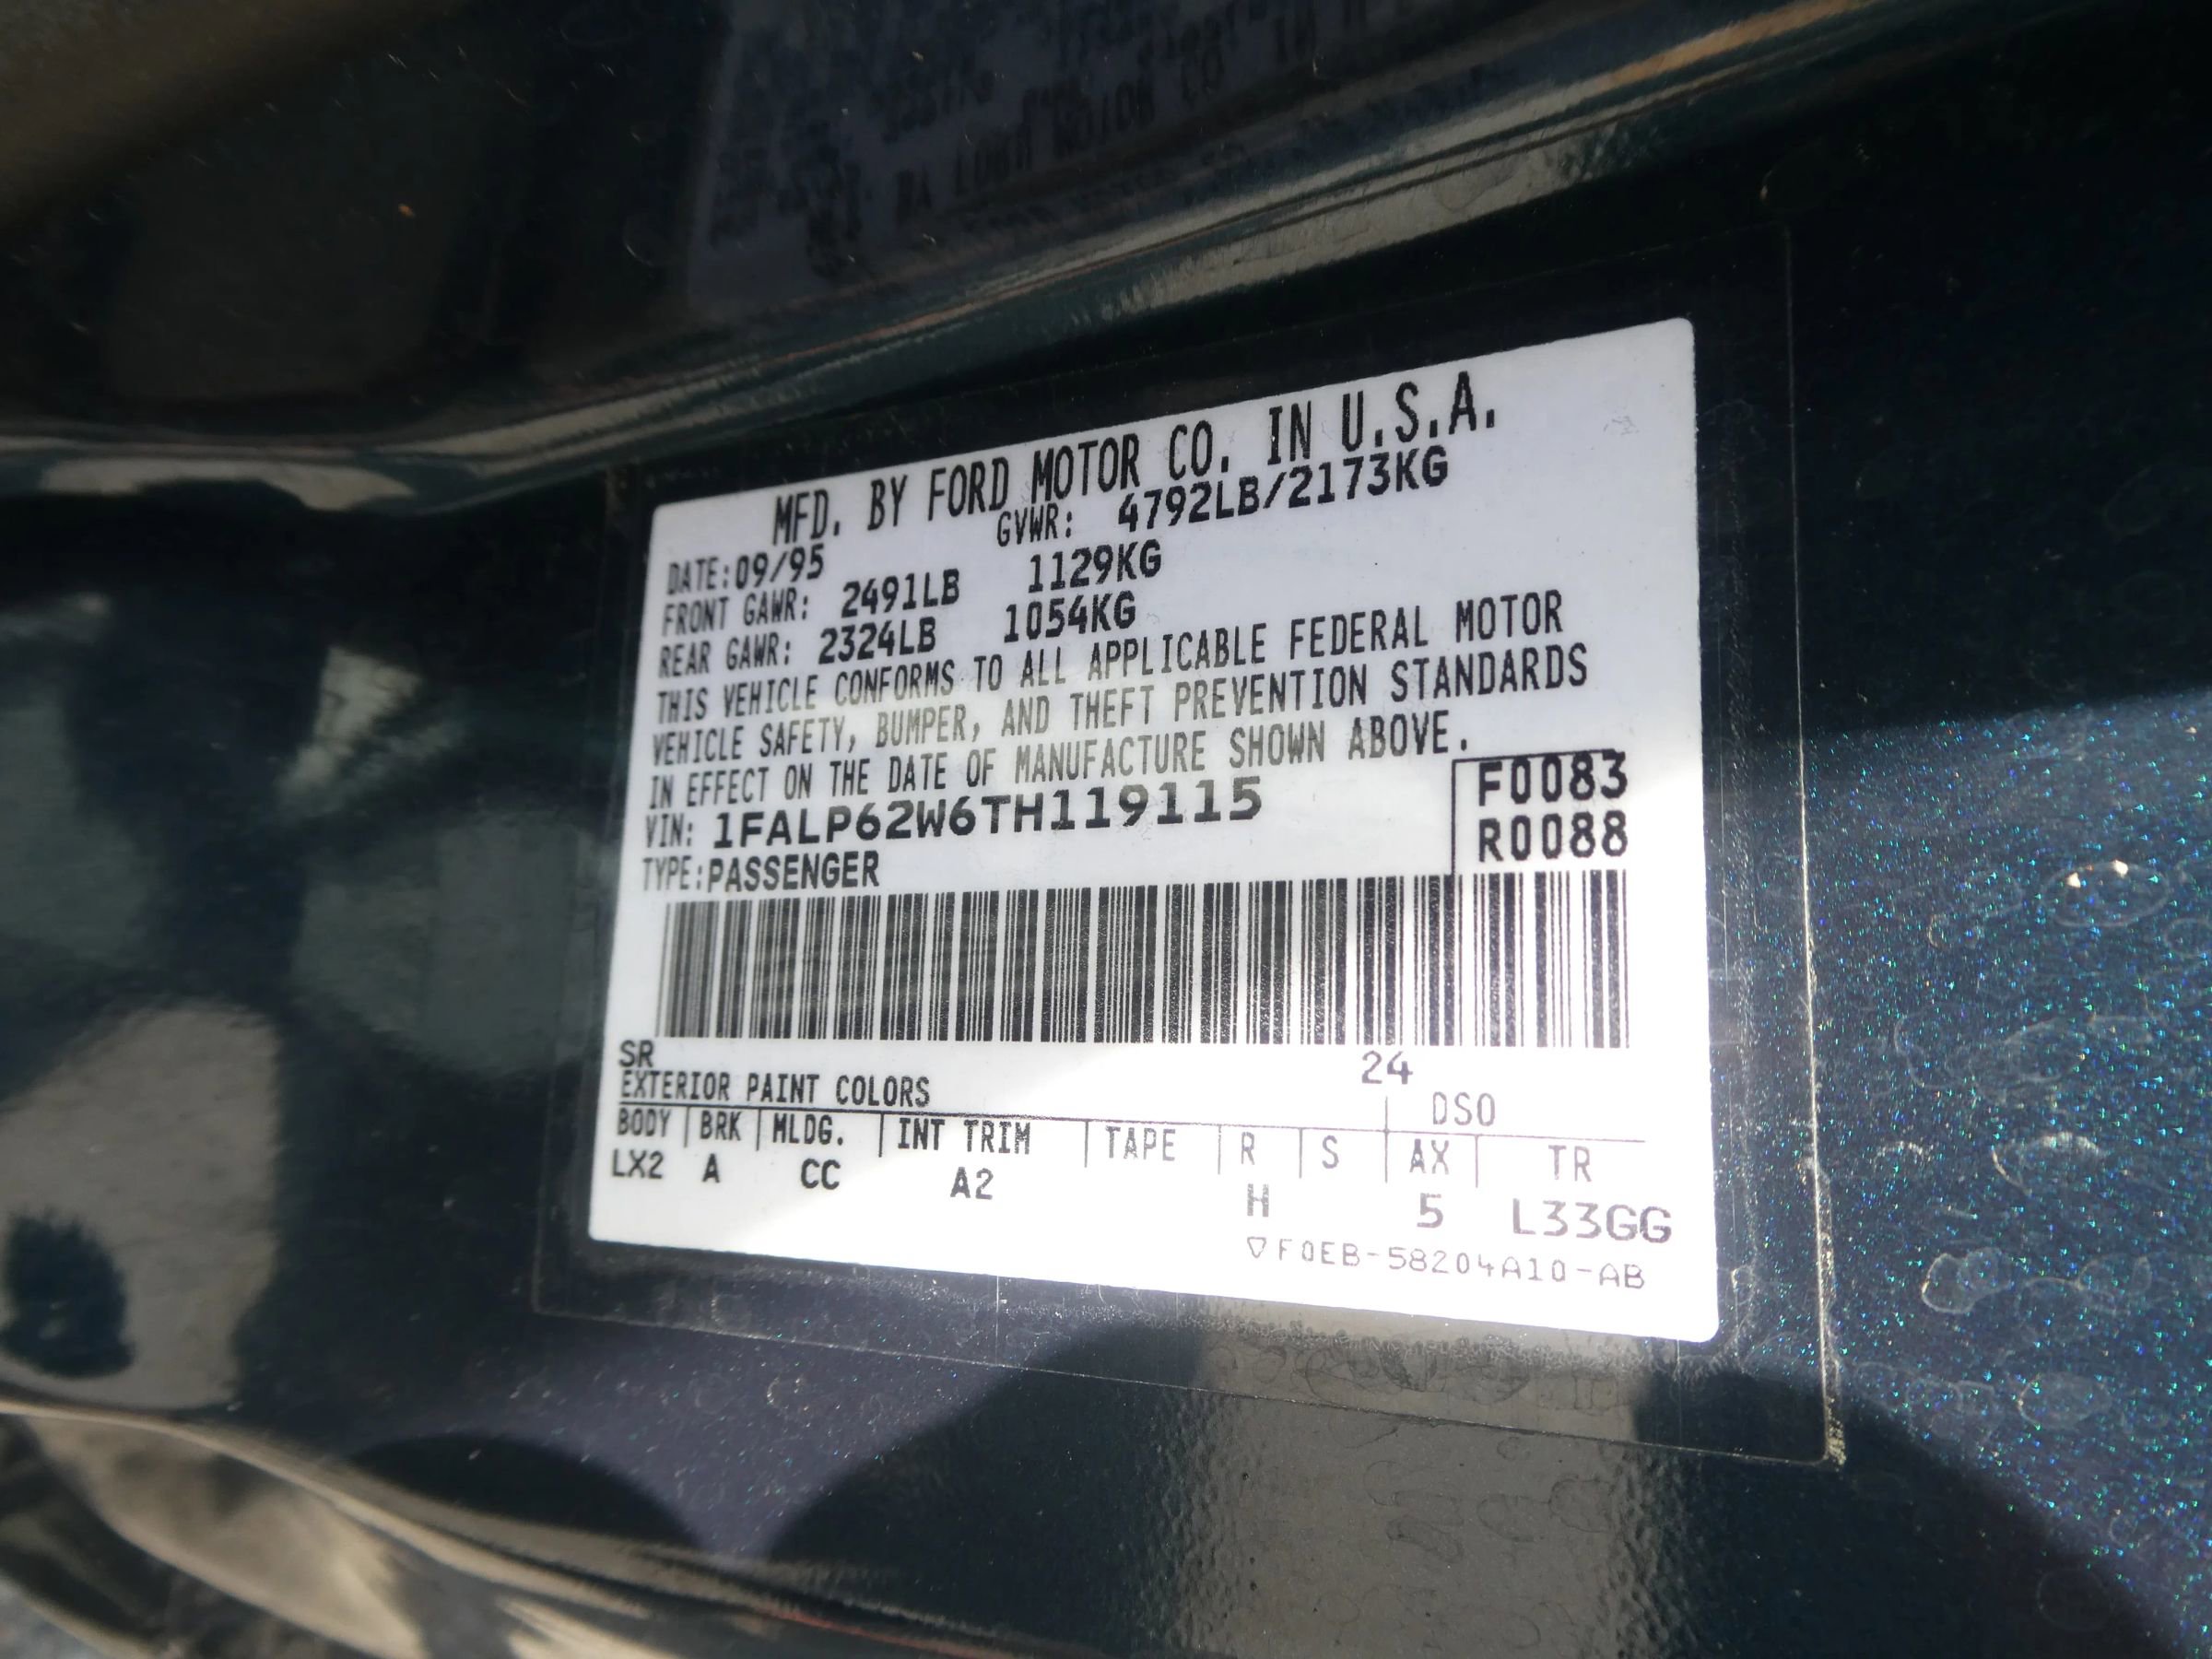 MFD. BY FORD MOTOR CO. IN U.S.A.
DATE:09/95 GVWR: 4792LB/2173KG
FRONT GAWR: 2491LB 1129KG
REAR GAWR: 2324LB 1054KG
THIS VEHICLE CONFORMS TO ALL APPLICABLE FEDERAL MOTOR
VEHICLE SAFETY, BUMPER, AND THEFT PREVENTION STANDARDS
IN EFFECT ON THE DATE OF MANUFACTURE SHOWN ABOVE.
VIN: 1FALP62W6TH119115 F0083
TYPE:PASSENGER R0088
SR 24
EXTERIOR PAINT COLORS DSO
BODY BRK MLDG. INT TRIM TAPE R S AX TR
LX2 A CC A2 H 5 L33GG
▽F0EB-58204A10-AB